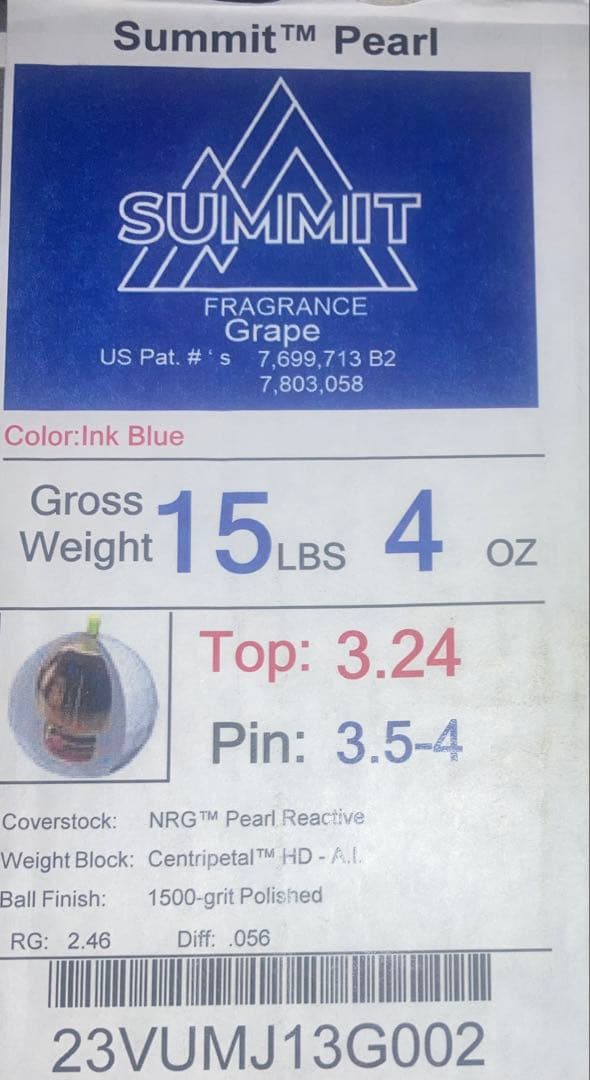 Summit™ Pearl
SUMMIT
FRAGRANCE
Grape
US Pat. # ' s 7,699,713 B2
7,803,058
Color:Ink Blue
Gross
Weight 15 LBS 4 OZ
Top: 3.24
Pin: 3.5-4
Coverstock: NRG™ Pearl Reactive
Weight Block: Centripetal™ HD - A.I.
Ball Finish: 1500-grit Polished
RG: 2.46 Diff: .056
23VUMJ13G002